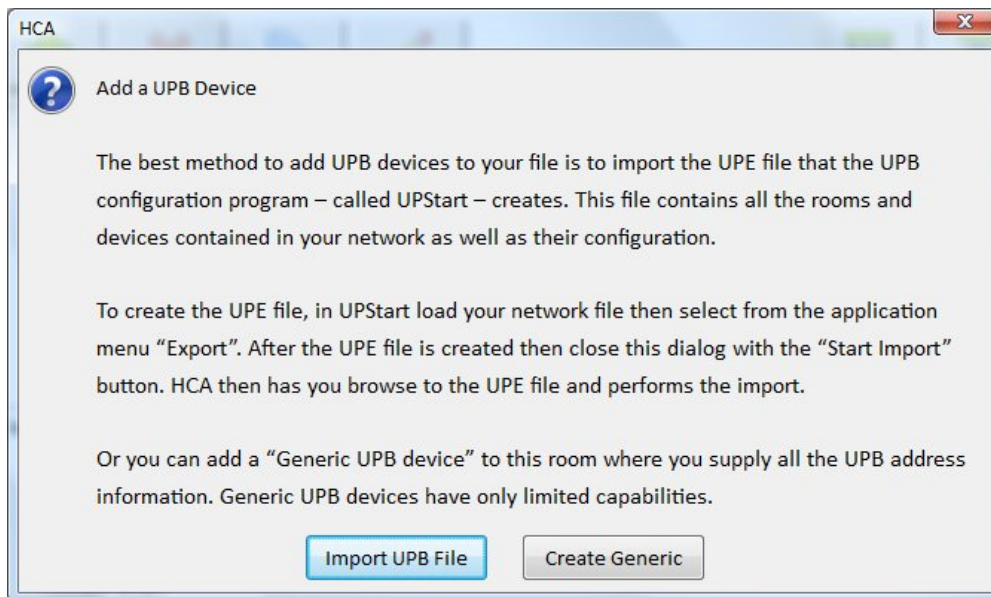 HCA
Add a UPB Device
The best method to add UPB devices to your file is to import the UPE file that the UPB
configuration program – called UPStart – creates. This file contains all the rooms and
devices contained in your network as well as their configuration.
To create the UPE file, in UPStart load your network file then select from the application
menu “Export”. After the UPE file is created then close this dialog with the “Start Import”
button. HCA then has you browse to the UPE file and performs the import.
Or you can add a “Generic UPB device” to this room where you supply all the UPB address
information. Generic UPB devices have only limited capabilities.
Import UPB File
Create Generic